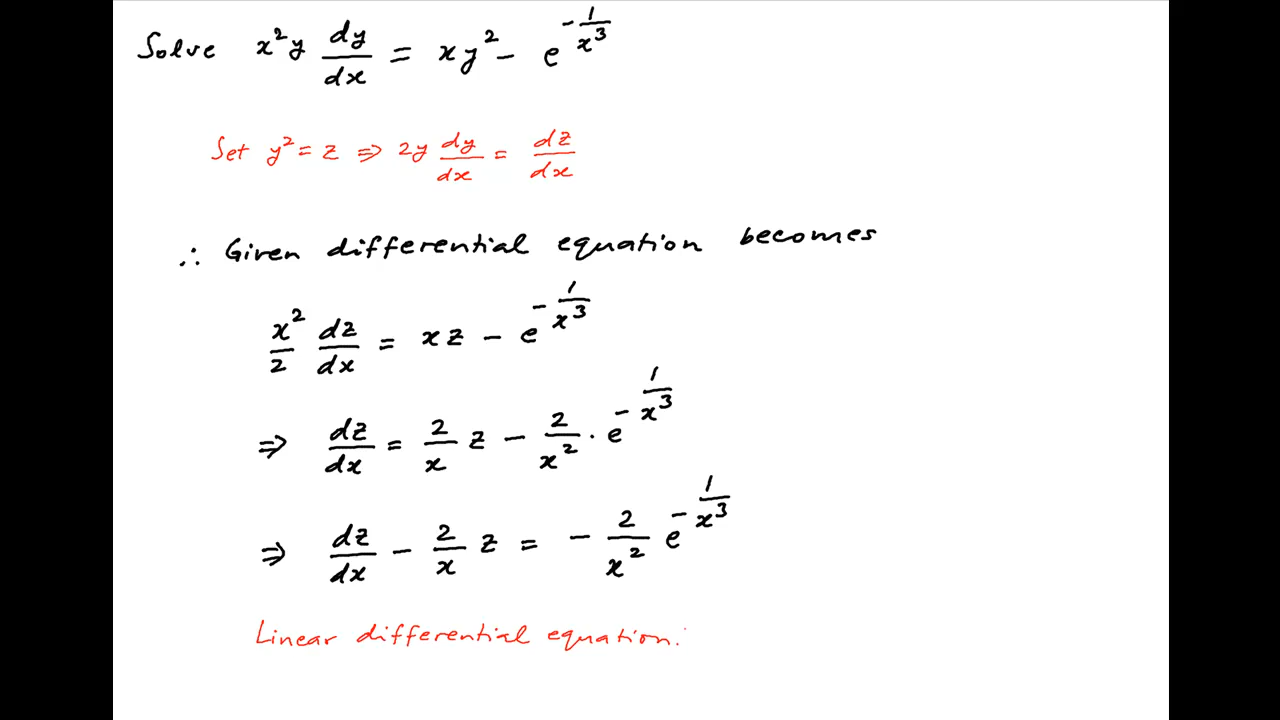 Solve x²y dy/dx = xy² - e^(-1/x³)
Set y² = z ⇒ 2y dy/dx = dz/dx
∴ Given differential equation becomes
x²/2 dz/dx = xz - e^(-1/x³)
⇒ dz/dx = 2/x z - 2/x² · e^(-1/x³)
⇒ dz/dx - 2/x z = - 2/x² e^(-1/x³)
Linear differential equation.